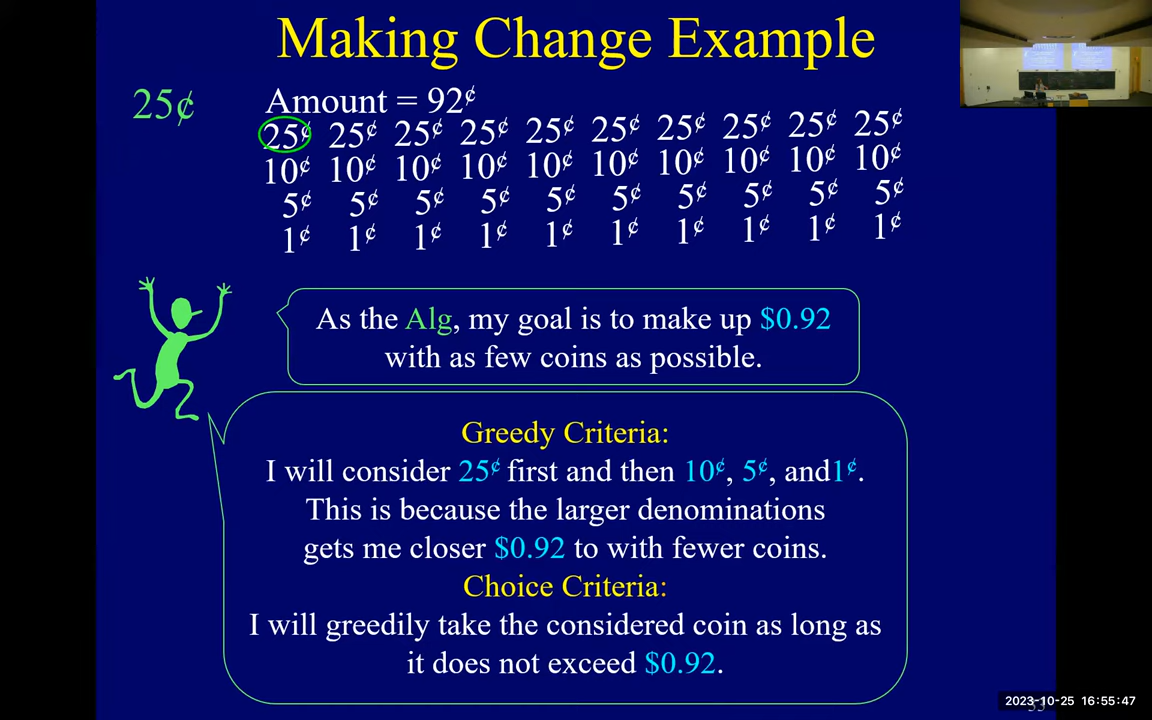 Making Change Example
25¢
Amount = 92¢
25¢ 25¢ 25¢ 25¢ 25¢ 25¢ 25¢ 25¢ 25¢ 25¢
10¢ 10¢ 10¢ 10¢ 10¢ 10¢ 10¢ 10¢ 10¢ 10¢
5¢ 5¢ 5¢ 5¢ 5¢ 5¢ 5¢ 5¢ 5¢ 5¢
1¢ 1¢ 1¢ 1¢ 1¢ 1¢ 1¢ 1¢ 1¢ 1¢
As the Alg, my goal is to make up $0.92
with as few coins as possible.
Greedy Criteria:
I will consider 25¢ first and then 10¢, 5¢, and1¢.
This is because the larger denominations
gets me closer $0.92 to with fewer coins.
Choice Criteria:
I will greedily take the considered coin as long as
it does not exceed $0.92.
2023-10-25 16:55:47